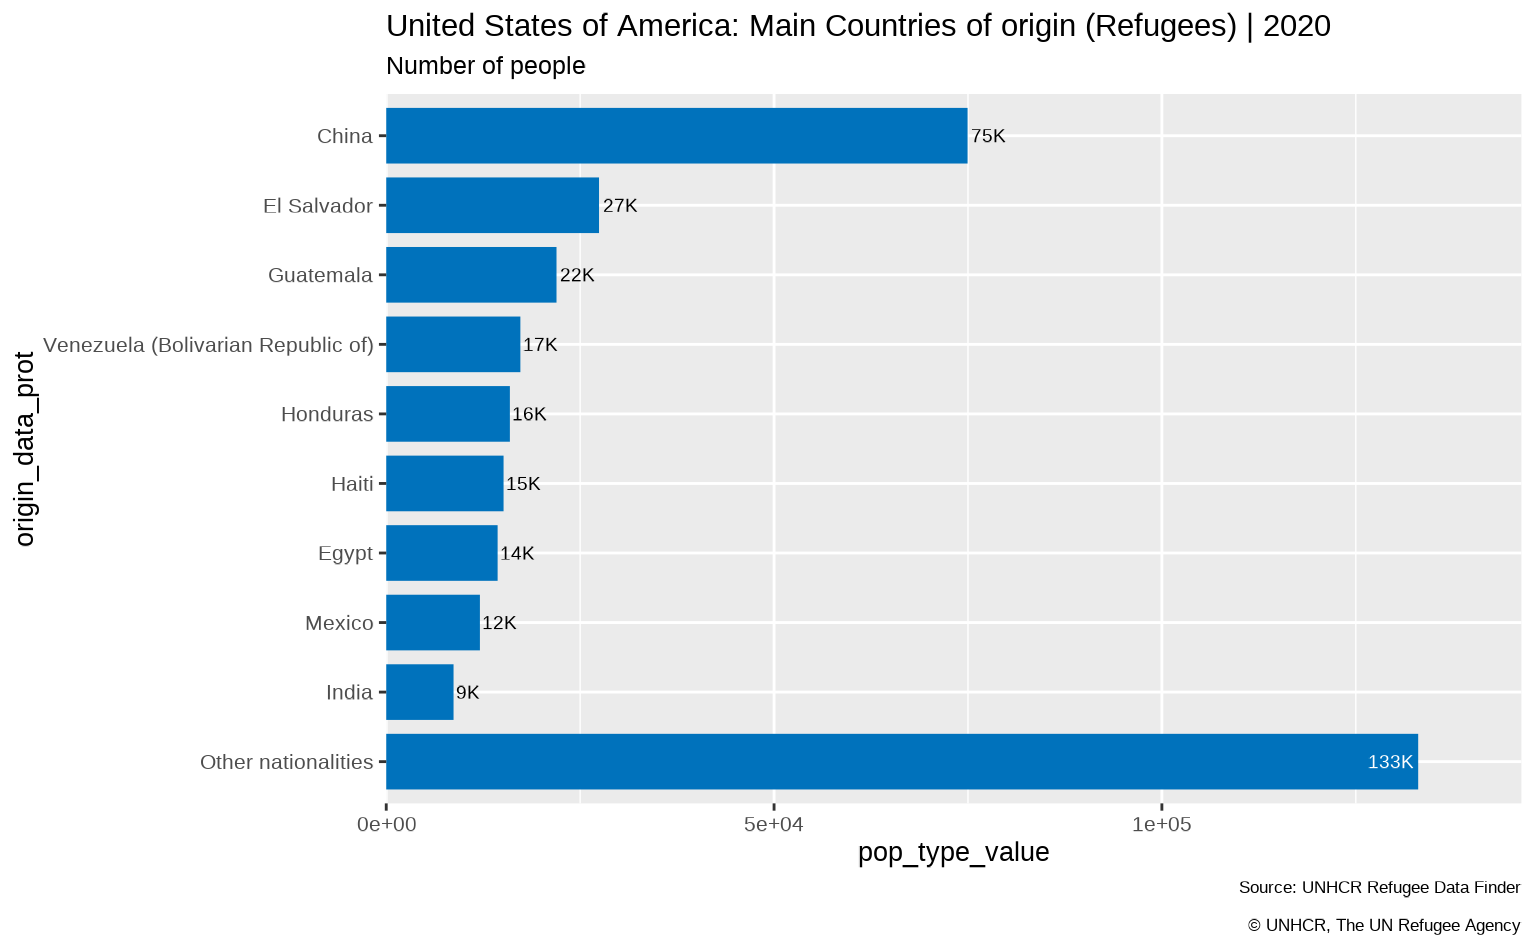 United States of America: Main Countries of origin (Refugees) | 2020
Number of people
origin_data_prot
China 75K
El Salvador 27K
Guatemala 22K
Venezuela (Bolivarian Republic of) 17K
Honduras 16K
Haiti 15K
Egypt 14K
Mexico 12K
India 9K
Other nationalities 133K
0e+00 5e+04 1e+05
pop_type_value
Source: UNHCR Refugee Data Finder
© UNHCR, The UN Refugee Agency